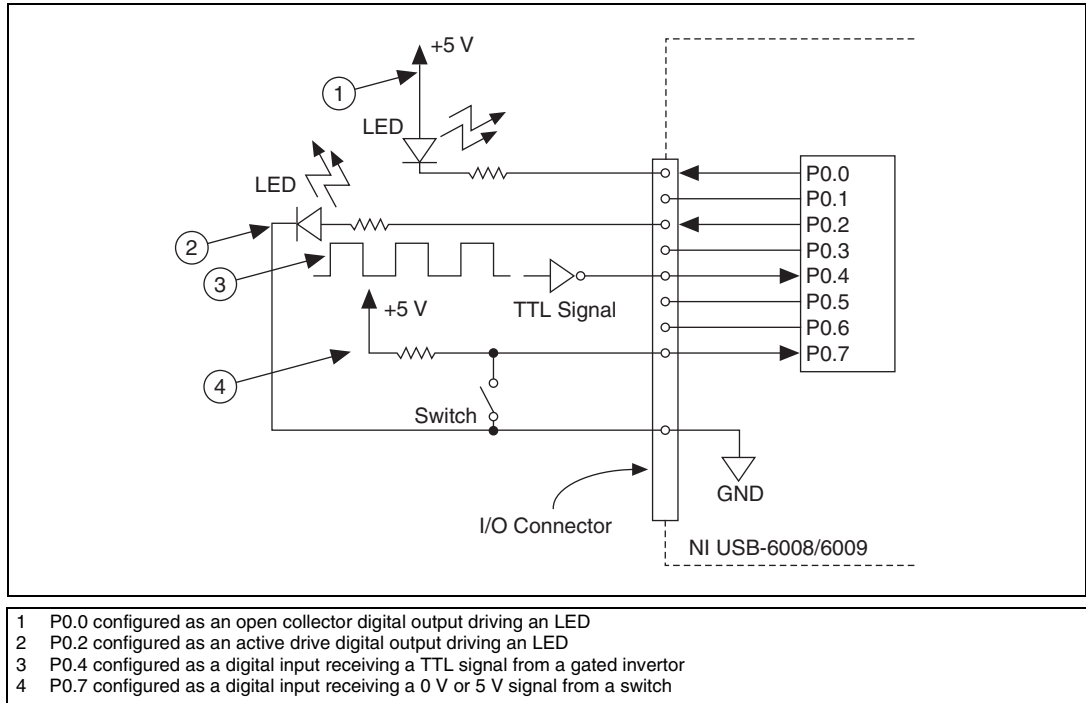 +5 V
1
LED
LED
P0.0
P0.1
P0.2
2
P0.3
3
P0.4
TTL Signal
P0.5
+5 V
P0.6
P0.7
4
Switch
GND
I/O Connector
NI USB-6008/6009
1 P0.0 configured as an open collector digital output driving an LED
2 P0.2 configured as an active drive digital output driving an LED
3 P0.4 configured as a digital input receiving a TTL signal from a gated invertor
4 P0.7 configured as a digital input receiving a 0 V or 5 V signal from a switch